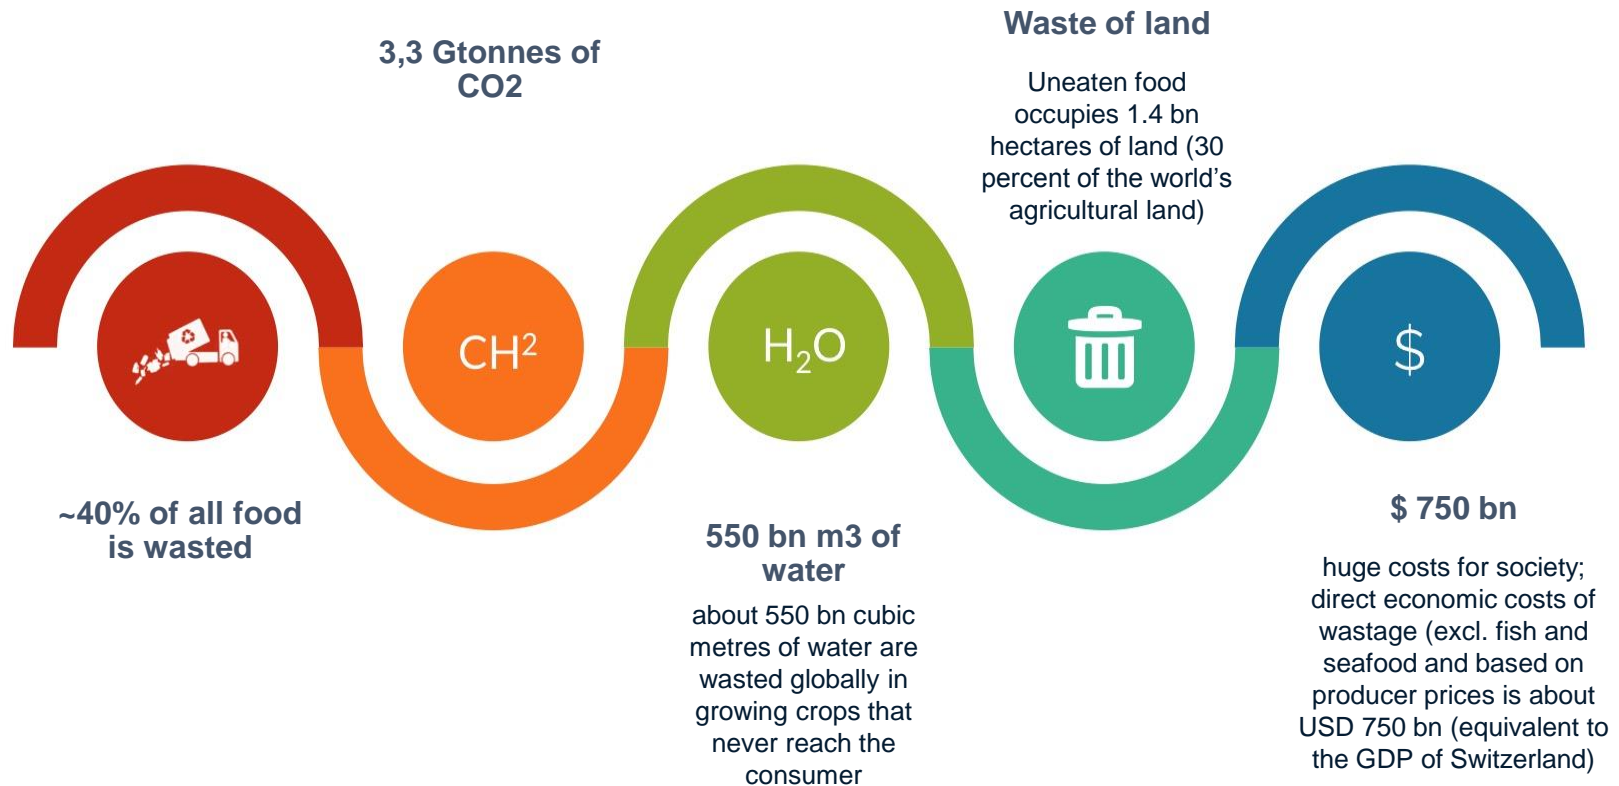 3,3 Gtonnes of
CO2
Waste of land
Uneaten food
occupies 1.4 bn
hectares of land (30
percent of the world’s
agricultural land)
CH²
H₂O
$
~40% of all food
is wasted
550 bn m3 of
water
about 550 bn cubic
metres of water are
wasted globally in
growing crops that
never reach the
consumer
$ 750 bn
huge costs for society;
direct economic costs of
wastage (excl. fish and
seafood and based on
producer prices is about
USD 750 bn (equivalent to
the GDP of Switzerland)